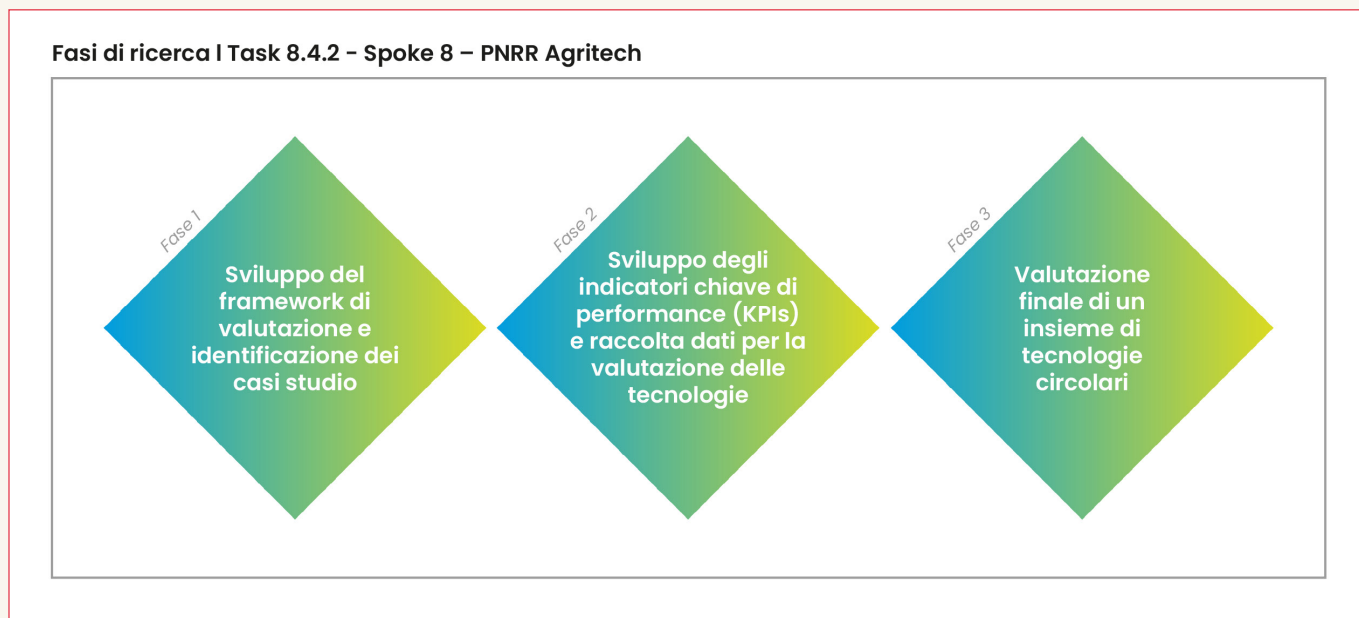 Fasi di ricerca l Task 8.4.2 - Spoke 8 – PNRR Agritech
Fase 1
Sviluppo del
framework di
valutazione e
identificazione dei
casi studio
Fase 2
Sviluppo degli
indicatori chiave di
performance (KPIs)
e raccolta dati per la
valutazione delle
tecnologie
Fase 3
Valutazione
finale di un
insieme di
tecnologie
circolari